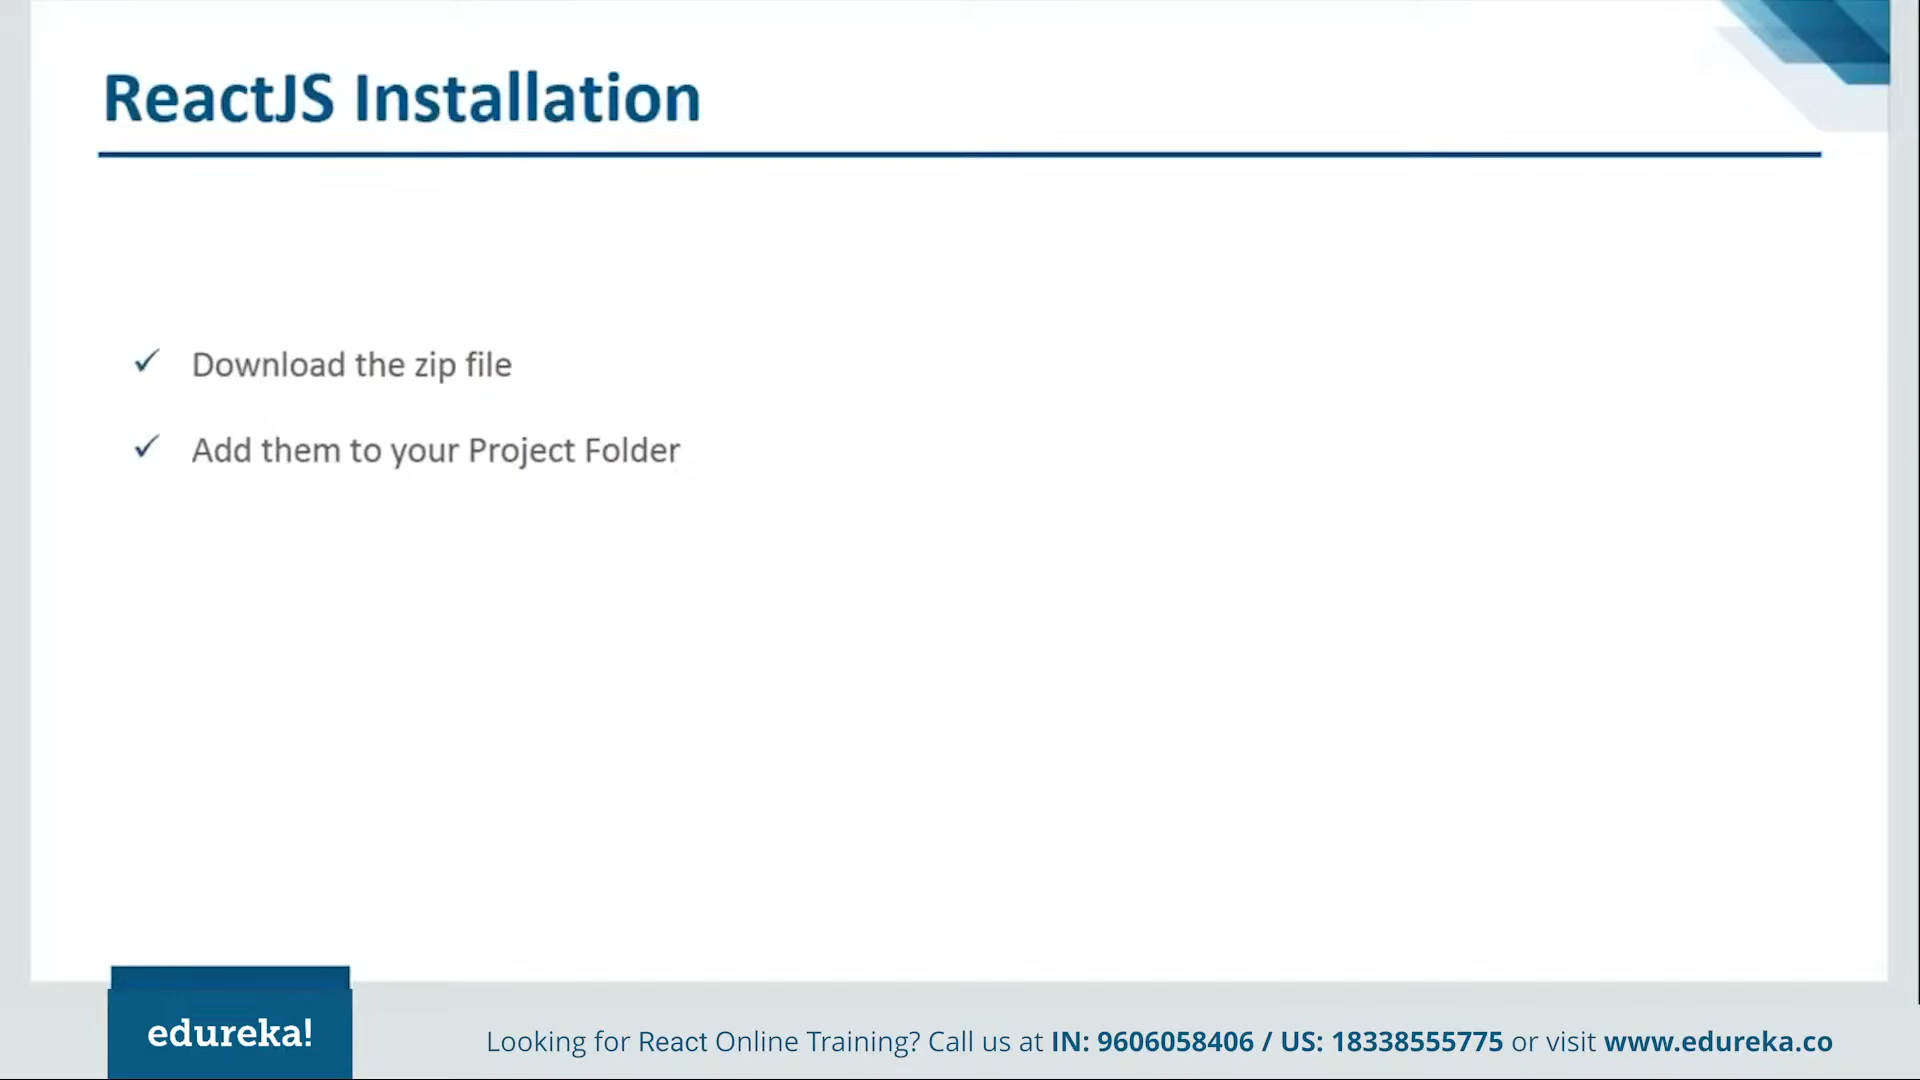 ReactJS Installation
✓ Download the zip file
✓ Add them to your Project Folder
edureka!
Looking for React Online Training? Call us at IN: 9606058406 / US: 18338555775 or visit www.edureka.co